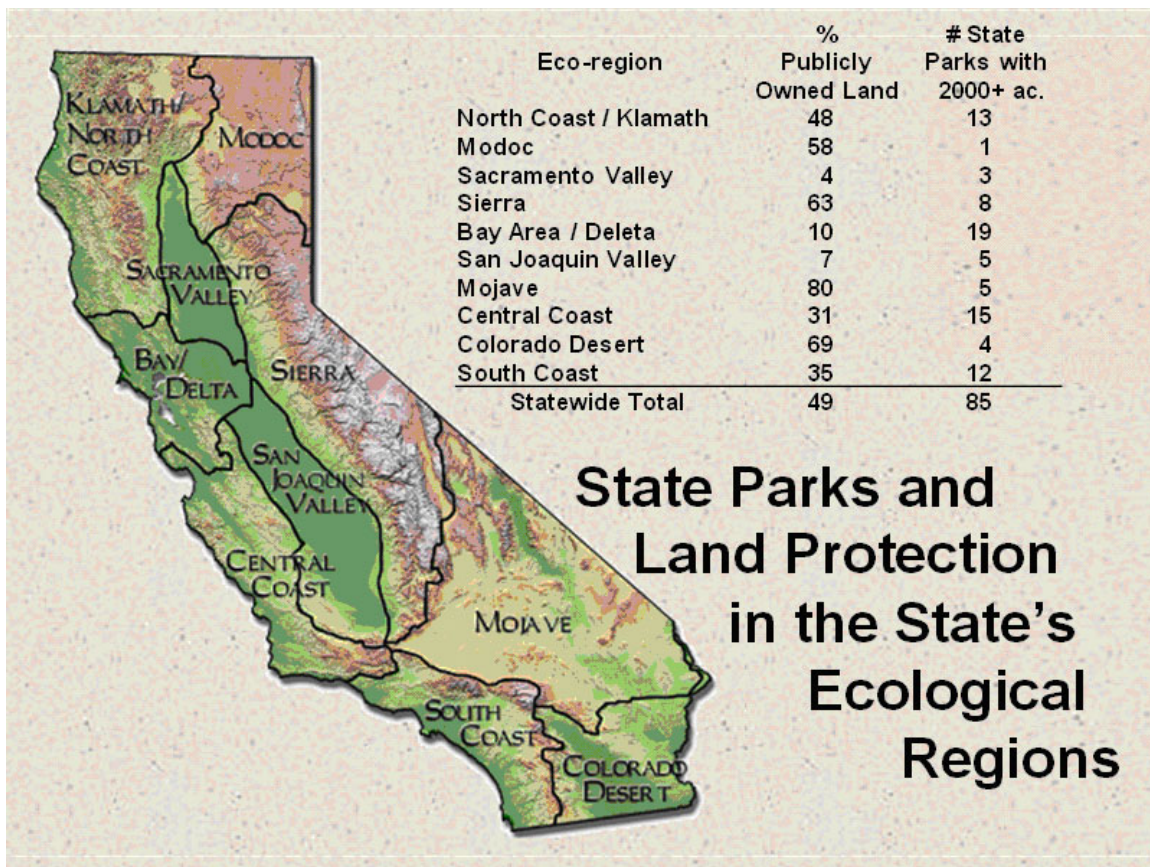 %
# State
Eco-region Publicly Parks with
Owned Land 2000+ ac.
North Coast / Klamath 48 13
Modoc 58 1
Sacramento Valley 4 3
Sierra 63 8
Bay Area / Deleta 10 19
San Joaquin Valley 7 5
Mojave 80 5
Central Coast 31 15
Colorado Desert 69 4
South Coast 35 12
Statewide Total 49 85
KLAMATH/
NORTH
COAST
MODOC
SACRAMENTO
VALLEY
BAY/
DELTA
SIERRA
SAN
JOAQUIN
VALLEY
CENTRAL
COAST
MOJAVE
SOUTH
COAST
COLORADO
DESERT
State Parks and
Land Protection
in the State's
Ecological
Regions